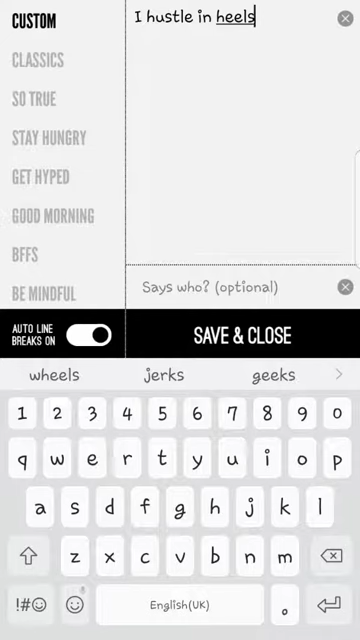 CUSTOM
I hustle in heels
CLASSICS
SO TRUE
STAY HUNGRY
GET HYPED
GOOD MORNING
BFFS
BE MINDFUL
Says who? (optional)
AUTO LINE
BREAKS ON
SAVE & CLOSE
wheels jerks geeks
1 2 3 4 5 6 7 8 9 0
q w e r t y u i o p
a s d f g h j k l
z x c v b n m
!#☺ English(UK) .